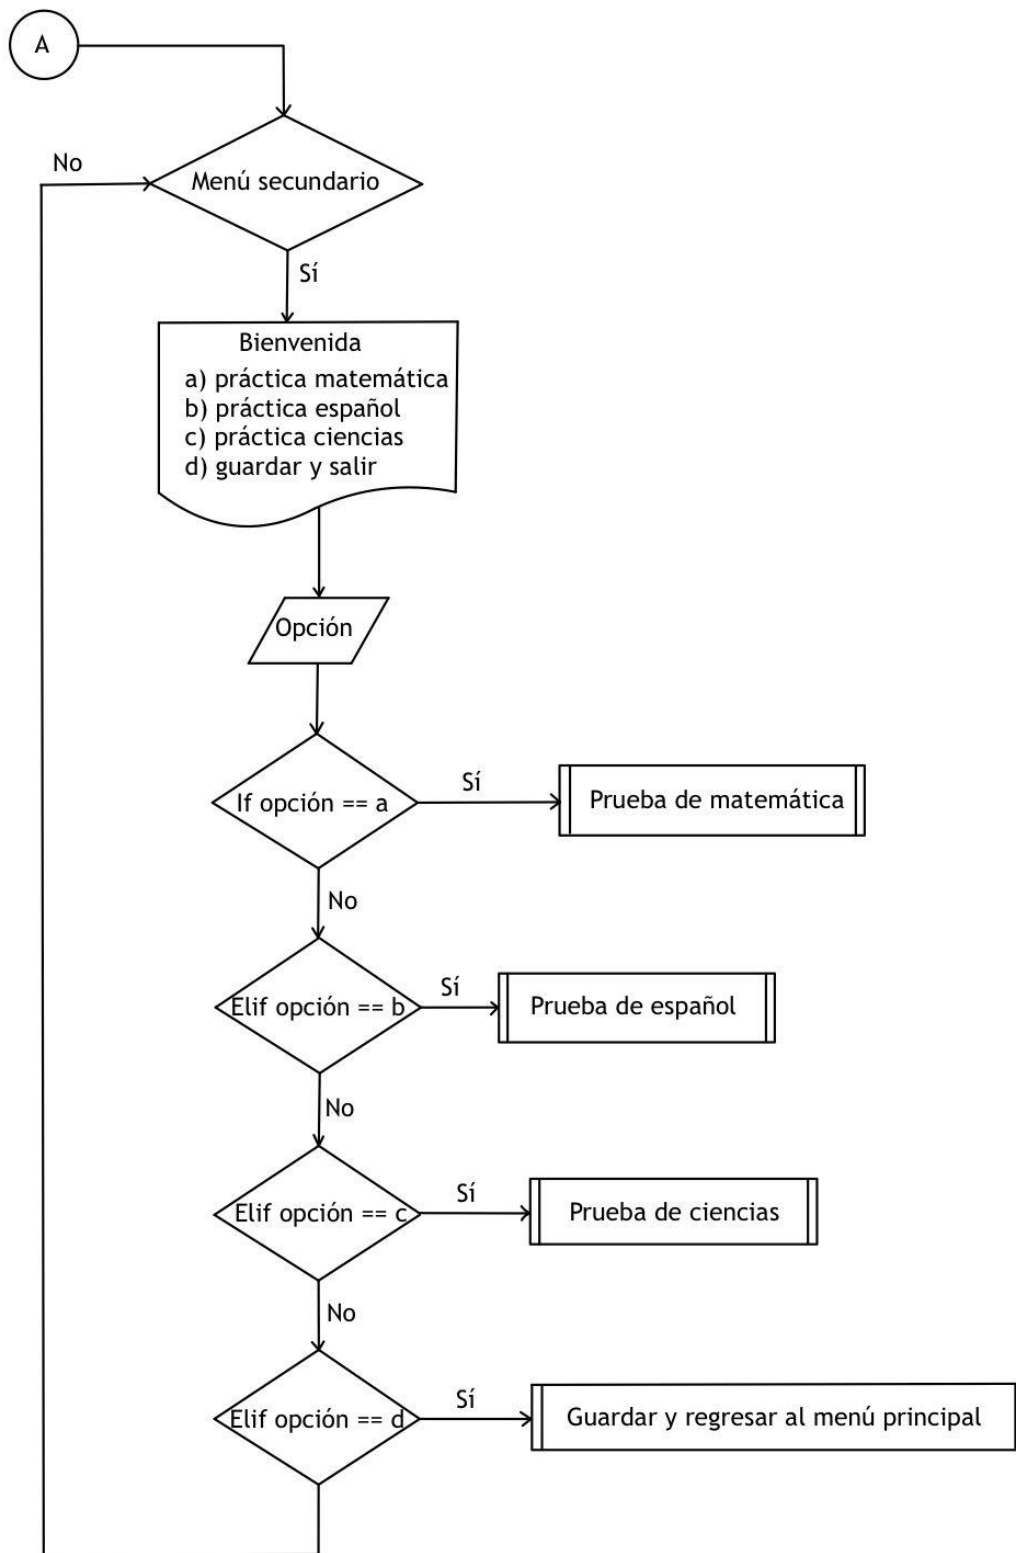 A
No
Menú secundario
Sí
Bienvenida
a) práctica matemática
b) práctica español
c) práctica ciencias
d) guardar y salir
Opción
If opción == a
Sí
Prueba de matemática
No
Elif opción == b
Sí
Prueba de español
No
Elif opción == c
Sí
Prueba de ciencias
No
Elif opción == d
Sí
Guardar y regresar al menú principal